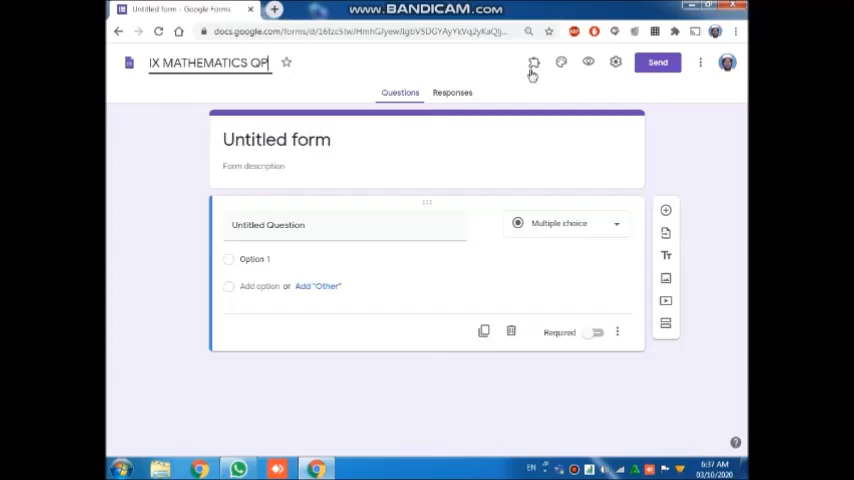 www.BANDICAM.com
Untitled form - Google Forms
IX MATHEMATICS QP
Send
Questions
Responses
Untitled form
Form description
Untitled Question
Multiple choice
Option 1
Add option or Add "Other"
Required
EN
6:37 AM
03/10/2020